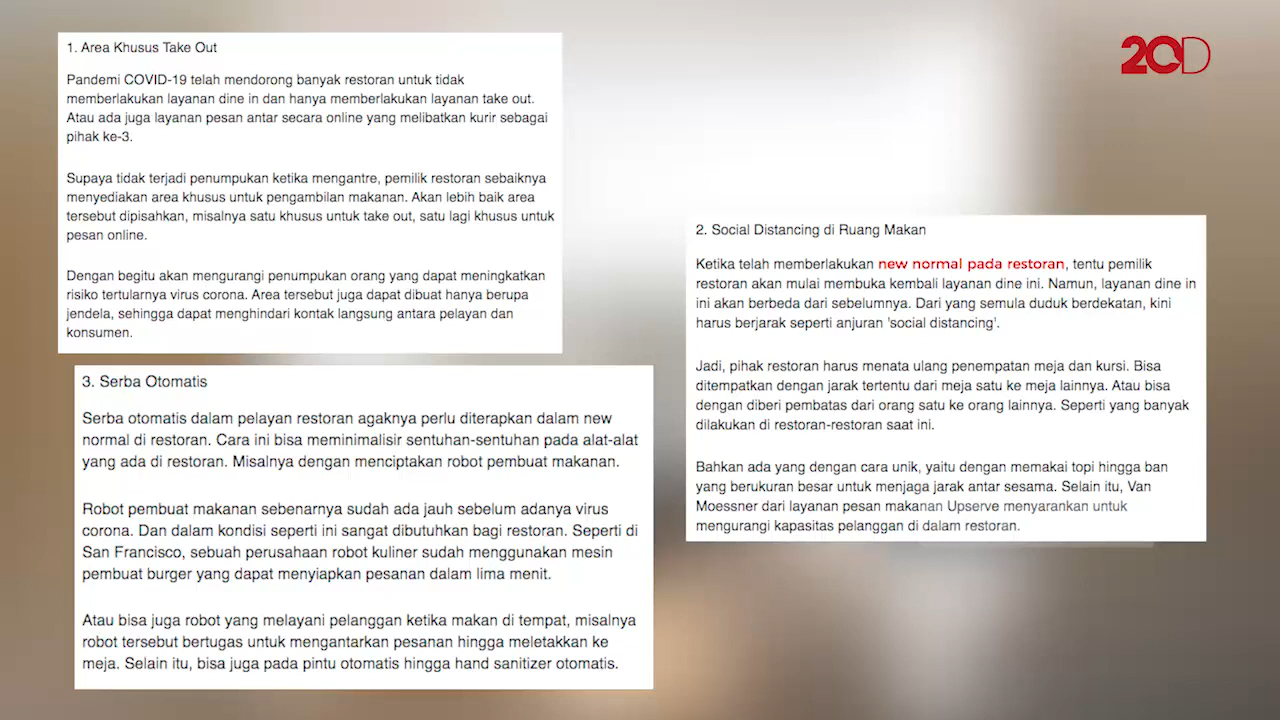 20D
1. Area Khusus Take Out
Pandemi COVID-19 telah mendorong banyak restoran untuk tidak
memberlakukan layanan dine in dan hanya memberlakukan layanan take out.
Atau ada juga layanan pesan antar secara online yang melibatkan kurir sebagai
pihak ke-3.
Supaya tidak terjadi penumpukan ketika mengantre, pemilik restoran sebaiknya
menyediakan area khusus untuk pengambilan makanan. Akan lebih baik area
tersebut dipisahkan, misalnya satu khusus untuk take out, satu lagi khusus untuk
pesan online.
Dengan begitu akan mengurangi penumpukan orang yang dapat meningkatkan
risiko tertularnya virus corona. Area tersebut juga dapat dibuat hanya berupa
jendela, sehingga dapat menghindari kontak langsung antara pelayan dan
konsumen.
2. Social Distancing di Ruang Makan
Ketika telah memberlakukan new normal pada restoran, tentu pemilik
restoran akan mulai membuka kembali layanan dine ini. Namun, layanan dine in
ini akan berbeda dari sebelumnya. Dari yang semula duduk berdekatan, kini
harus berjarak seperti anjuran 'social distancing'.
Jadi, pihak restoran harus menata ulang penempatan meja dan kursi. Bisa
ditempatkan dengan jarak tertentu dari meja satu ke meja lainnya. Atau bisa
dengan diberi pembatas dari orang satu ke orang lainnya. Seperti yang banyak
dilakukan di restoran-restoran saat ini.
Bahkan ada yang dengan cara unik, yaitu dengan memakai topi hingga ban
yang berukuran besar untuk menjaga jarak antar sesama. Selain itu, Van
Moessner dari layanan pesan makanan Upserve menyarankan untuk
mengurangi kapasitas pelanggan di dalam restoran.
3. Serba Otomatis
Serba otomatis dalam pelayan restoran agaknya perlu diterapkan dalam new
normal di restoran. Cara ini bisa meminimalisir sentuhan-sentuhan pada alat-alat
yang ada di restoran. Misalnya dengan menciptakan robot pembuat makanan.
Robot pembuat makanan sebenarnya sudah ada jauh sebelum adanya virus
corona. Dan dalam kondisi seperti ini sangat dibutuhkan bagi restoran. Seperti di
San Francisco, sebuah perusahaan robot kuliner sudah menggunakan mesin
pembuat burger yang dapat menyiapkan pesanan dalam lima menit.
Atau bisa juga robot yang melayani pelanggan ketika makan di tempat, misalnya
robot tersebut bertugas untuk mengantarkan pesanan hingga meletakkan ke
meja. Selain itu, bisa juga pada pintu otomatis hingga hand sanitizer otomatis.